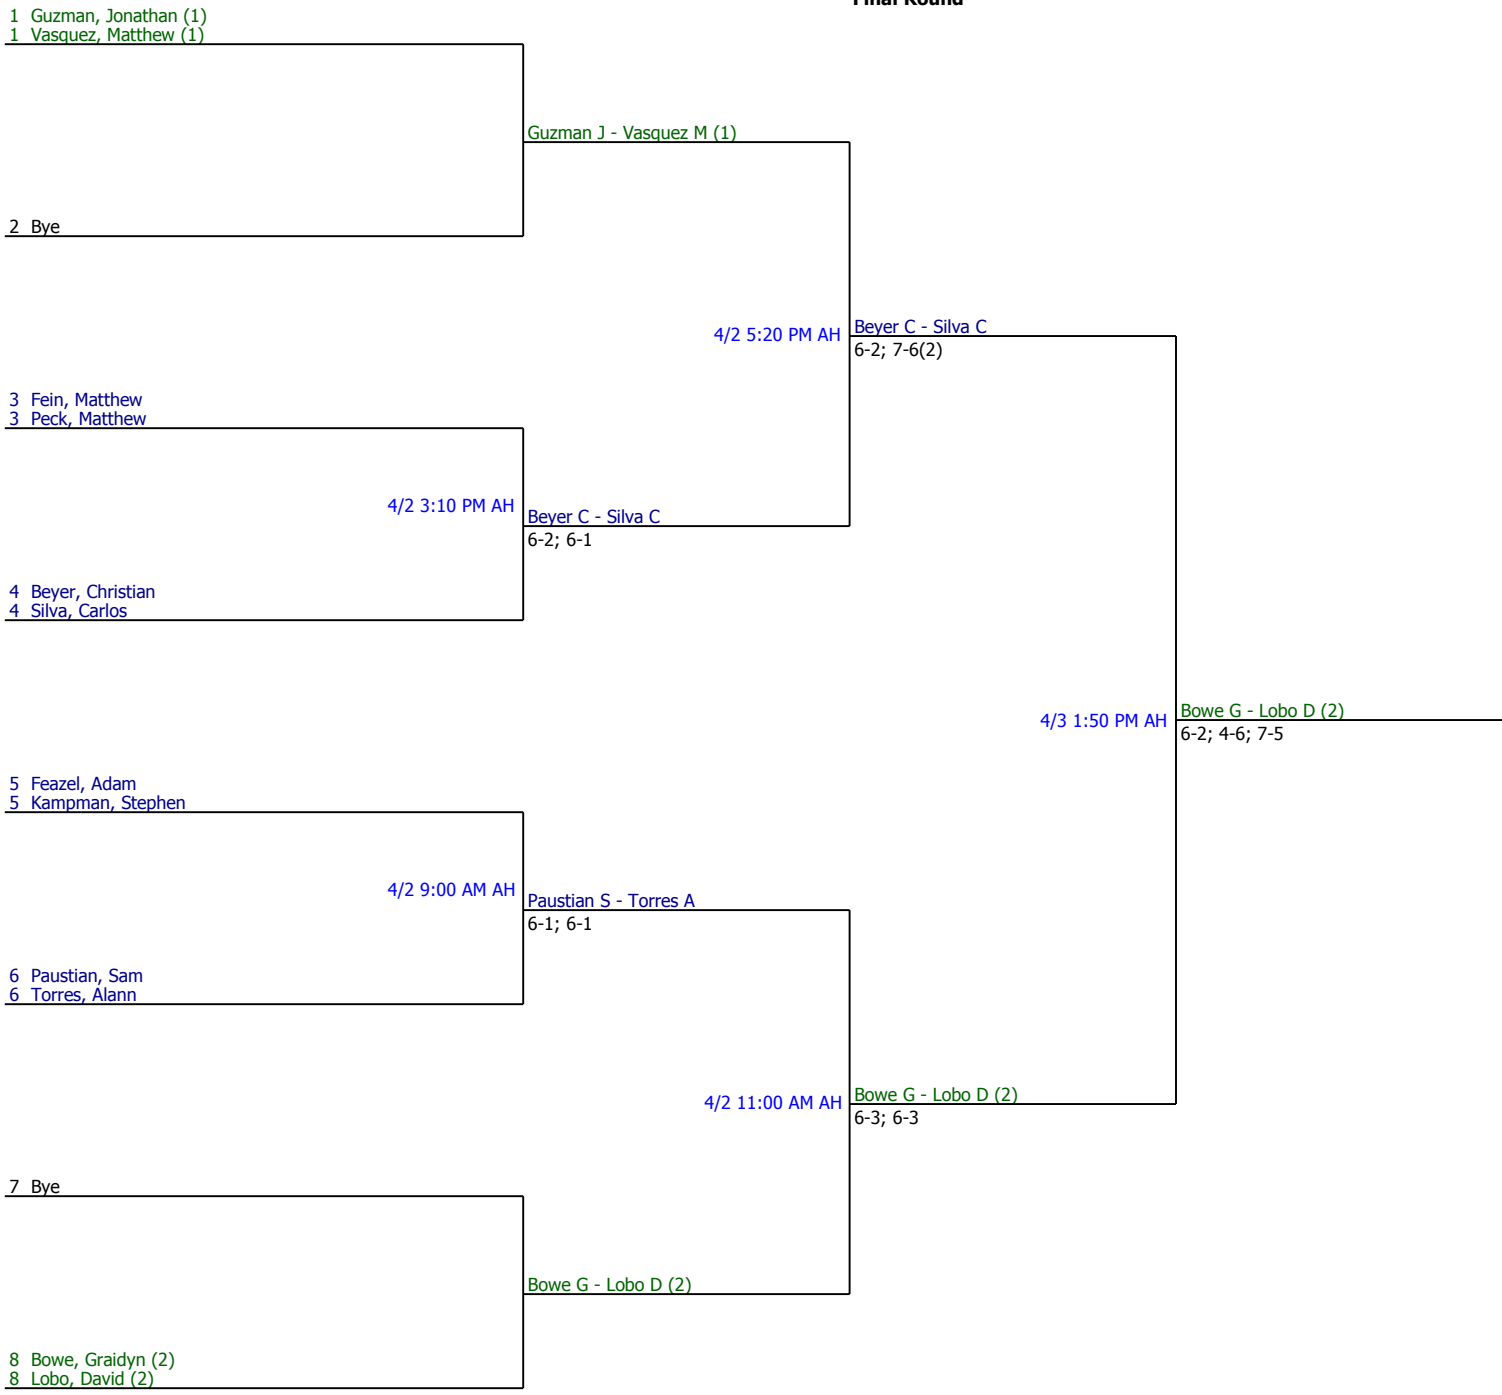 Final Round
1 Guzman, Jonathan (1)
1 Vasquez, Matthew (1)
Guzman J - Vasquez M (1)
2 Bye
4/2 5:20 PM AH
Beyer C - Silva C
6-2; 7-6(2)
3 Fein, Matthew
3 Peck, Matthew
4/2 3:10 PM AH
Beyer C - Silva C
6-2; 6-1
4 Beyer, Christian
4 Silva, Carlos
4/3 1:50 PM AH
Bowe G - Lobo D (2)
6-2; 4-6; 7-5
5 Feazel, Adam
5 Kampman, Stephen
4/2 9:00 AM AH
Paustian S - Torres A
6-1; 6-1
6 Paustian, Sam
6 Torres, Alann
4/2 11:00 AM AH
Bowe G - Lobo D (2)
6-3; 6-3
7 Bye
Bowe G - Lobo D (2)
8 Bowe, Graidyn (2)
8 Lobo, David (2)